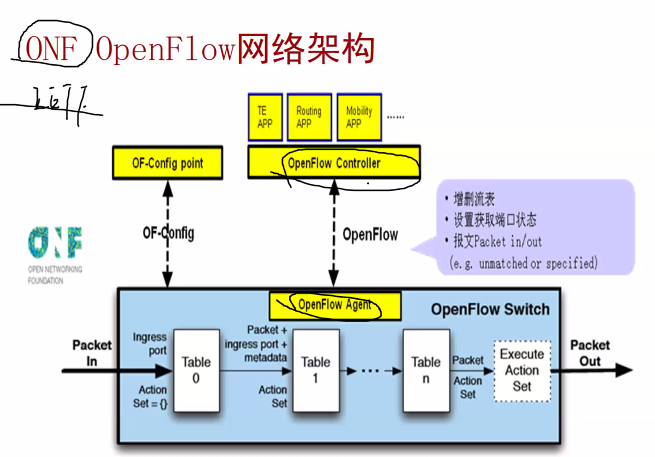 ONF OpenFlow网络架构
IETF
TE
APP
Routing
APP
Mobility
APP
······
OF-Config point
OpenFlow Controller
OF-Config
OpenFlow
• 增删流表
• 设置获取端口状态
• 报文Packet in/out
(e.g. unmatched or specified)
ONF
OPEN NETWORKING
FOUNDATION
OpenFlow Agent
OpenFlow Switch
Packet
In
Ingress
port
Action
Set = {}
Table
0
Packet +
ingress port +
metadata
Action
Set
Table
1
• • •
Table
n
Packet
Action
Set
Execute
Action
Set
Packet
Out